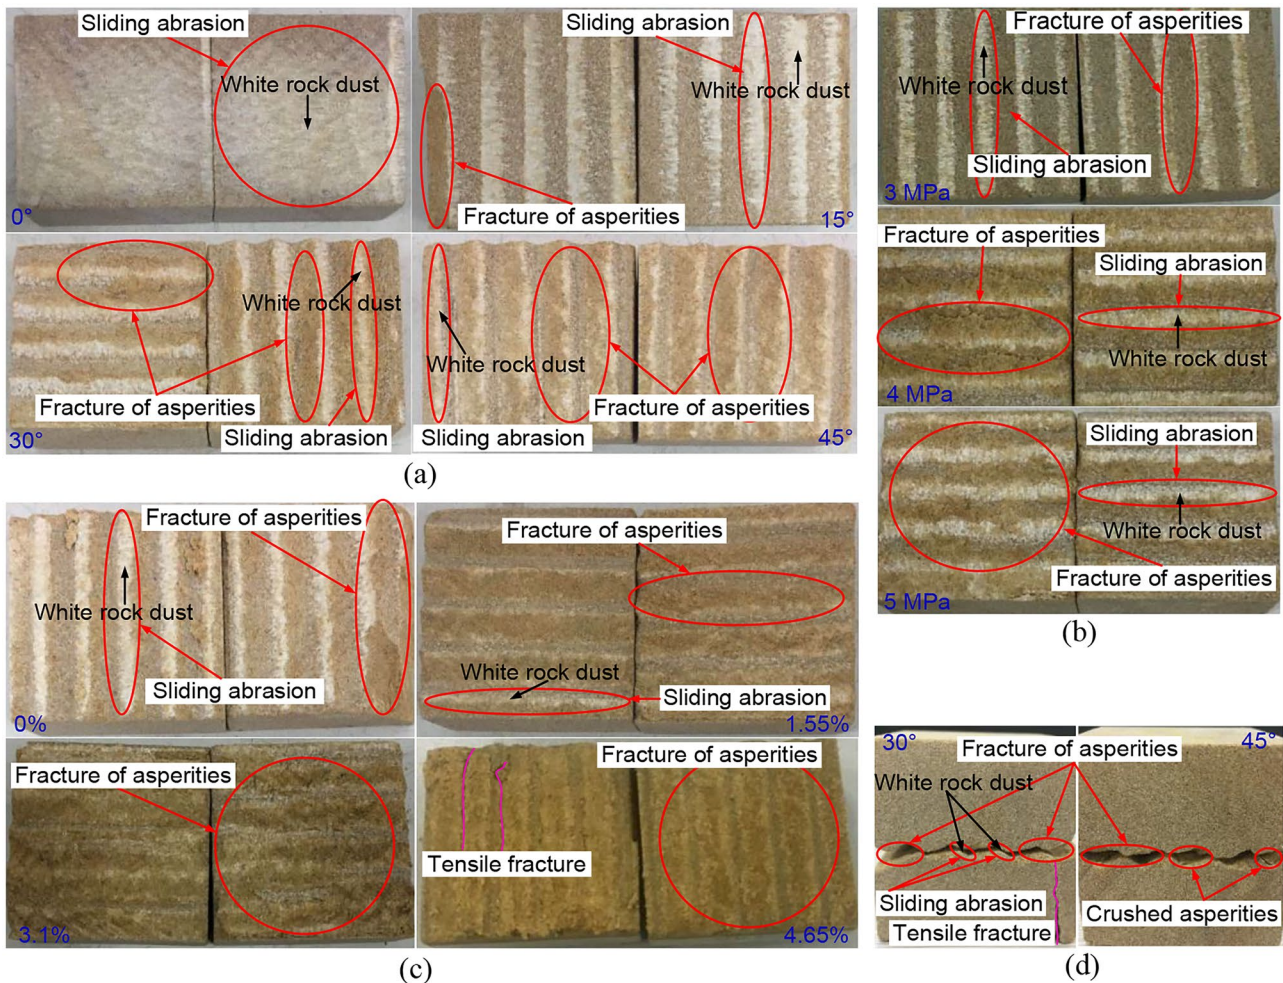 Sliding abrasion
White rock dust
0°
Sliding abrasion
White rock dust
Fracture of asperities
15°
White rock dust
Fracture of asperities
Sliding abrasion
30°
White rock dust
Fracture of asperities
Sliding abrasion
45°
(a)
Fracture of asperities
White rock dust
Sliding abrasion
3 MPa
Fracture of asperities
Sliding abrasion
White rock dust
4 MPa
Sliding abrasion
White rock dust
Fracture of asperities
5 MPa
(b)
Fracture of asperities
White rock dust
Sliding abrasion
0%
Fracture of asperities
White rock dust
Sliding abrasion
1.55%
Fracture of asperities
3.1%
Fracture of asperities
Tensile fracture
4.65%
(c)
30°
Fracture of asperities
45°
White rock dust
Sliding abrasion
Crushed asperities
Tensile fracture
(d)